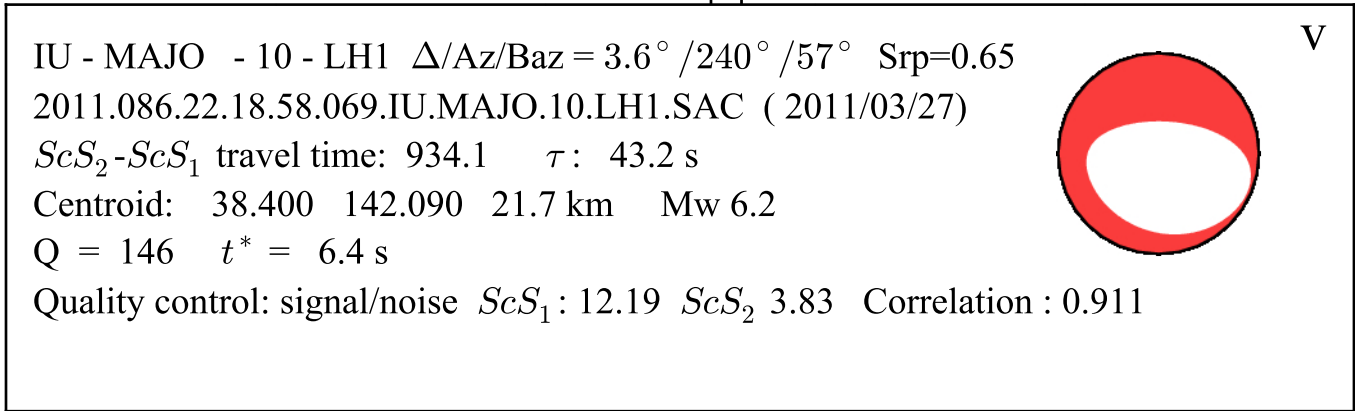 IU - MAJO - 10 - LH1 Δ/Az/Baz = 3.6° /240° /57° Srp=0.65 V
2011.086.22.18.58.069.IU.MAJO.10.LH1.SAC ( 2011/03/27)
ScS₂-ScS₁ travel time: 934.1 τ : 43.2 s
Centroid: 38.400 142.090 21.7 km Mw 6.2
Q = 146 t* = 6.4 s
Quality control: signal/noise ScS₁: 12.19 ScS₂ 3.83 Correlation : 0.911